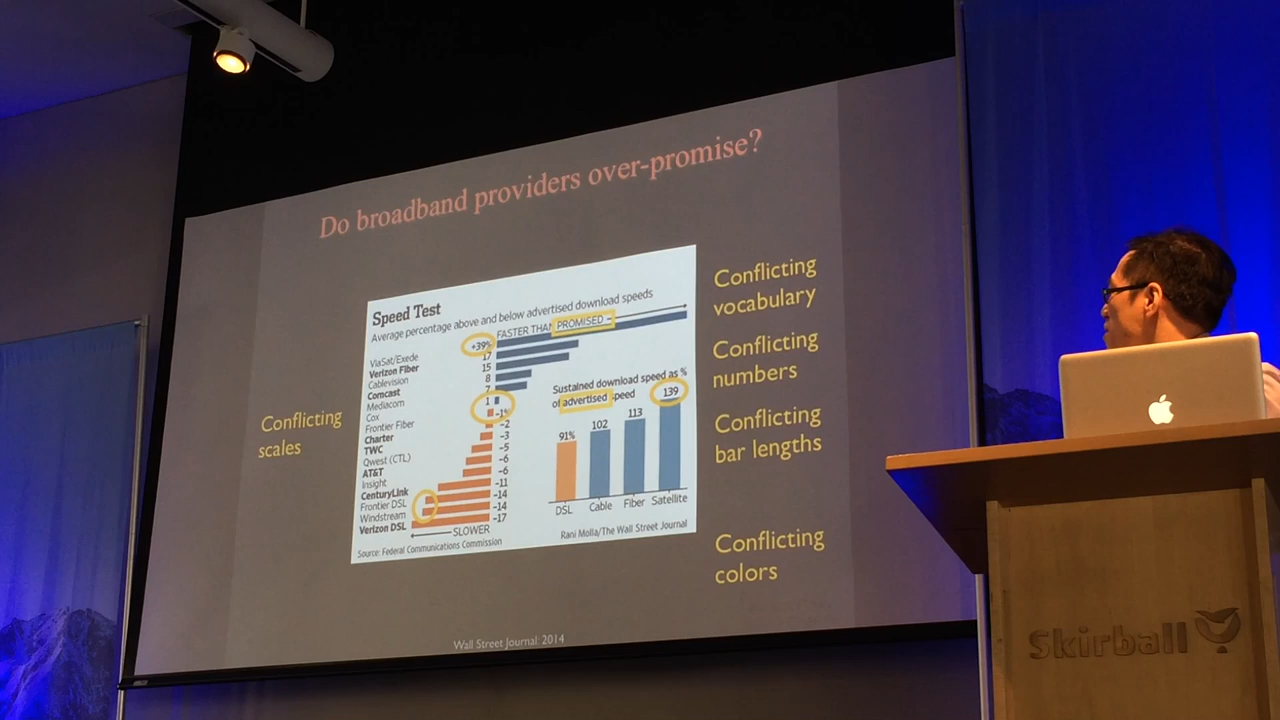 Do broadband providers over-promise?
Speed Test
Average percentage above and below advertised download speeds
FASTER THAN PROMISED
ViaSat/Exede +39%
Verizon Fiber 17
Cablevision 15
Comcast 8
Mediacom 7
Cox 1
Frontier Fiber -1%
Charter -2
TWC -3
Qwest (CTL) -5
AT&T -6
Insight -6
CenturyLink -11
Frontier DSL -14
Windstream -14
Verizon DSL -17
SLOWER
Source: Federal Communications Commission
Sustained download speed as %
of advertised speed
91% 102 113 139
DSL Cable Fiber Satellite
Rani Molla/The Wall Street Journal
Conflicting
scales
Conflicting
vocabulary
Conflicting
numbers
Conflicting
bar lengths
Conflicting
colors
Wall Street Journal, 2014
Skirball